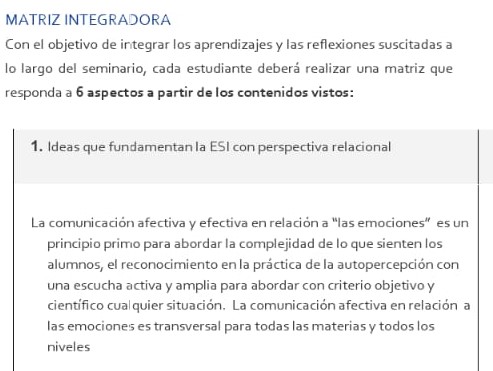 MATRIZ INTEGRADORA
Con el objetivo de integrar los aprendizajes y las reflexiones suscitadas a
lo largo del seminario, cada estudiante deberá realizar una matriz que
responda a 6 aspectos a partir de los contenidos vistos:
1. Ideas que fundamentan la ESI con perspectiva relacional
La comunicación afectiva y efectiva en relación a "las emociones" es un
principio primo para abordar la complejidad de lo que sienten los
alumnos, el reconocimiento en la práctica de la autopercepción con
una escucha activa y amplia para abordar con criterio objetivo y
científico cualquier situación. La comunicación afectiva en relación a
las emociones es transversal para todas las materias y todos los
niveles